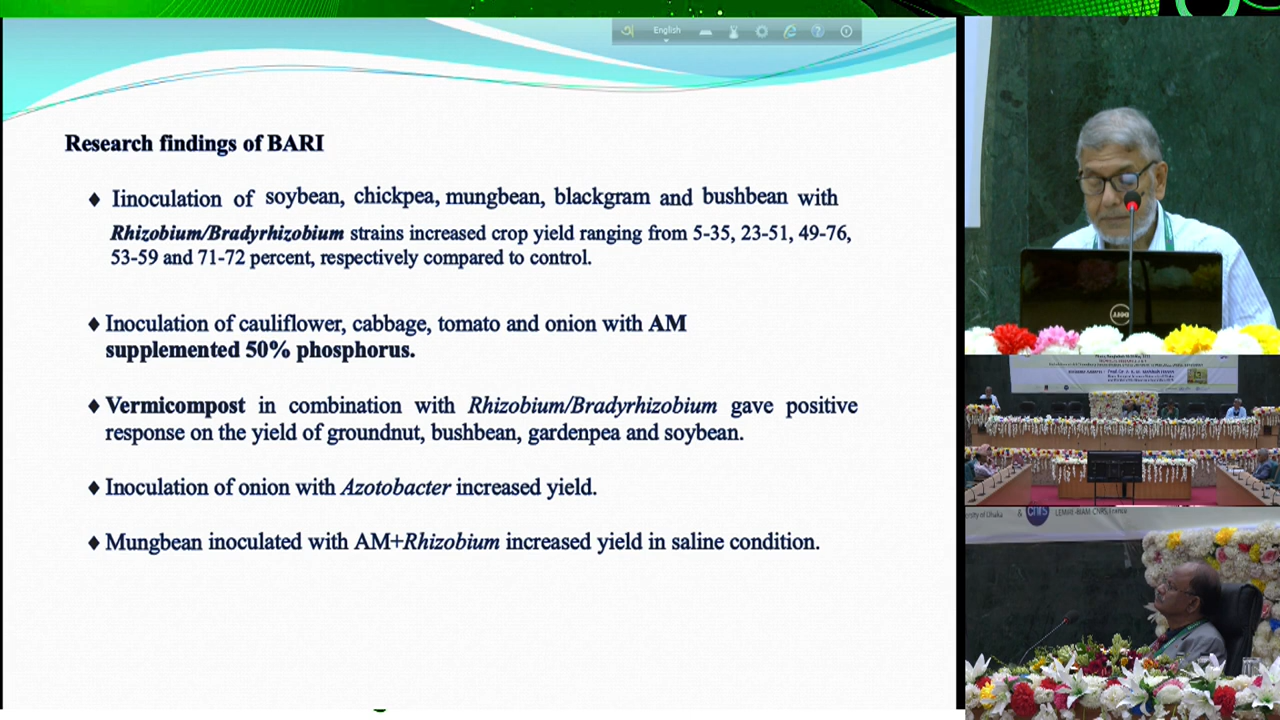 English
Research findings of BARI
Iinoculation of soybean, chickpea, mungbean, blackgram and bushbean with
Rhizobium/Bradyrhizobium strains increased crop yield ranging from 5-35, 23-51, 49-76,
53-59 and 71-72 percent, respectively compared to control.
Inoculation of cauliflower, cabbage, tomato and onion with AM
supplemented 50% phosphorus.
Vermicompost in combination with Rhizobium/Bradyrhizobium gave positive
response on the yield of groundnut, bushbean, gardenpea and soybean.
Inoculation of onion with Azotobacter increased yield.
Mungbean inoculated with AM+Rhizobium increased yield in saline condition.
DELL
of Dhaka & CNRS